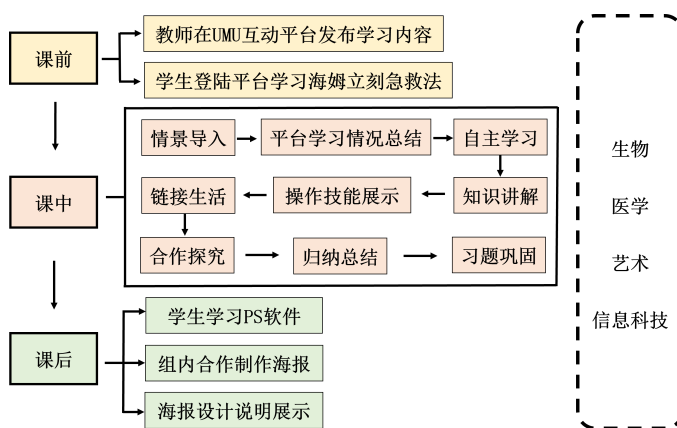 课前
教师在UMU互动平台发布学习内容
学生登陆平台学习海姆立刻急救法
课中
情景导入
平台学习情况总结
自主学习
知识讲解
操作技能展示
链接生活
合作探究
归纳总结
习题巩固
课后
学生学习PS软件
组内合作制作海报
海报设计说明展示
生物
医学
艺术
信息科技